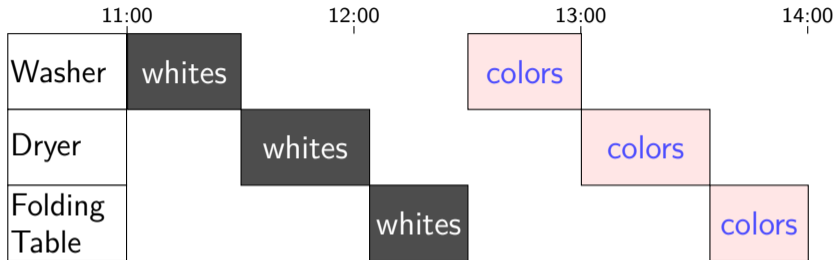 11:00 12:00 13:00 14:00
Washer whites colors
Dryer whites colors
Folding
Table whites colors